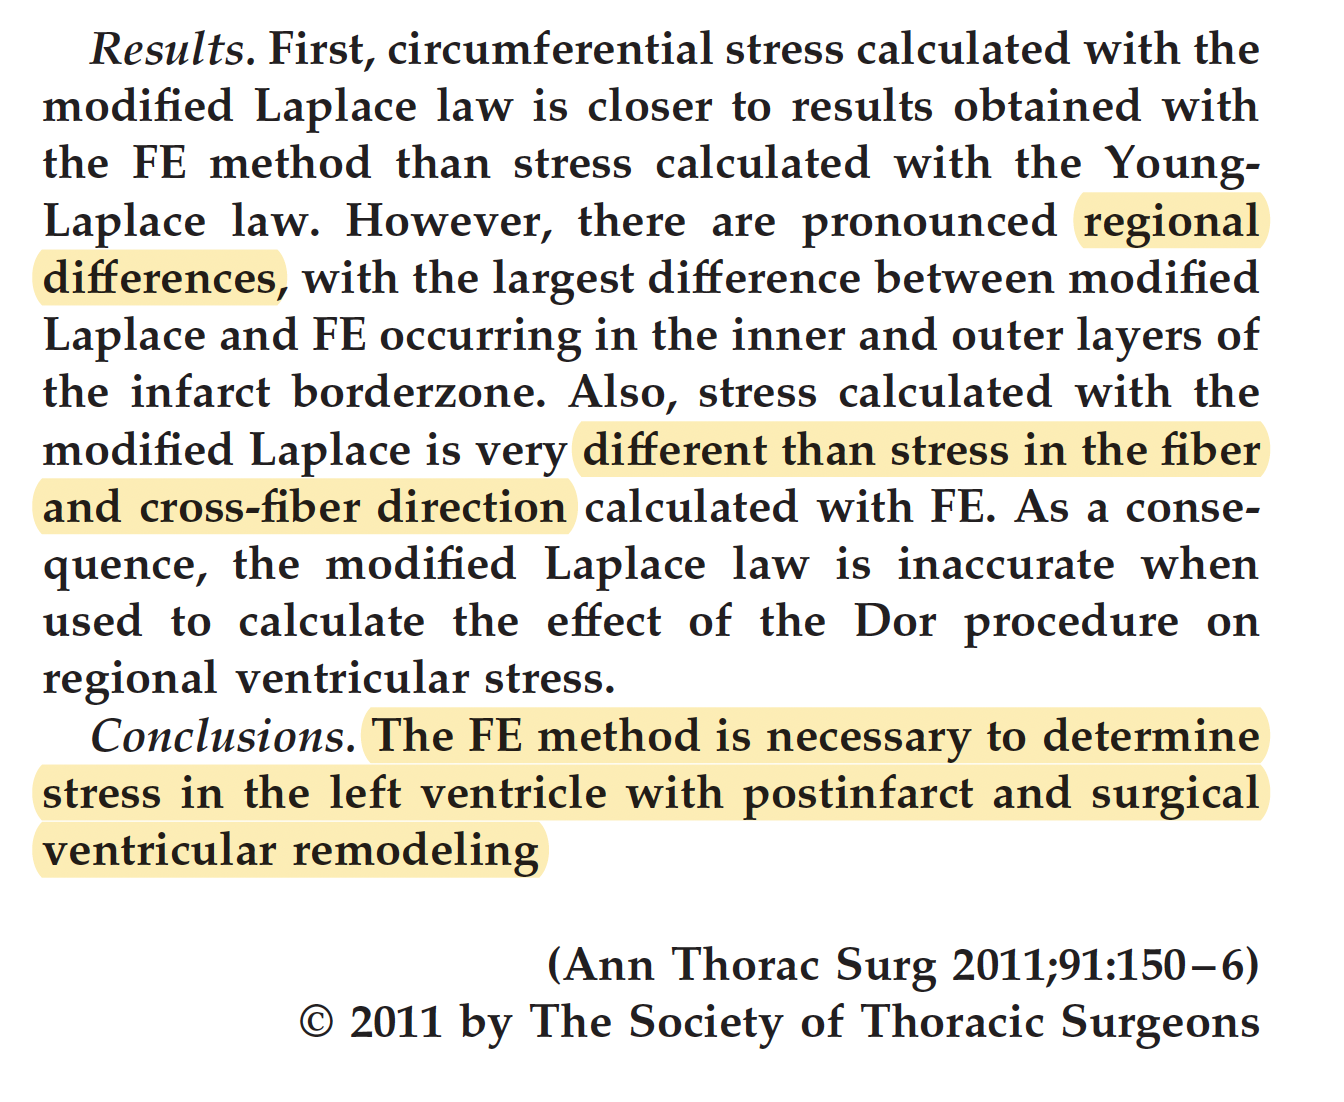 Results. First, circumferential stress calculated with the
modified Laplace law is closer to results obtained with
the FE method than stress calculated with the Young-
Laplace law. However, there are pronounced regional
differences, with the largest difference between modified
Laplace and FE occurring in the inner and outer layers of
the infarct borderzone. Also, stress calculated with the
modified Laplace is very different than stress in the fiber
and cross-fiber direction calculated with FE. As a conse-
quence, the modified Laplace law is inaccurate when
used to calculate the effect of the Dor procedure on
regional ventricular stress.
Conclusions. The FE method is necessary to determine
stress in the left ventricle with postinfarct and surgical
ventricular remodeling
(Ann Thorac Surg 2011;91:150–6)
© 2011 by The Society of Thoracic Surgeons